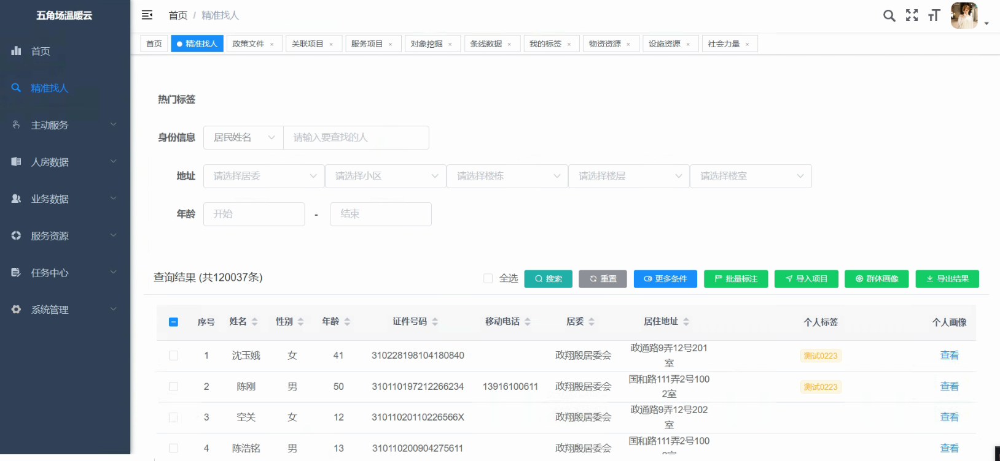 五角场温暖云
首页
精准找人
主动服务
人房数据
业务数据
服务资源
任务中心
系统管理
首页 / 精准找人
首页 精准找人 政策文件 × 关联项目 × 服务项目 × 对象挖掘 × 条线数据 × 我的标签 × 物资资源 × 设施资源 × 社会力量 ×
热门标签
身份信息 居民姓名 请输入要查找的人
地址 请选择居委 请选择小区 请选择楼栋 请选择楼层 请选择楼室
年龄 开始 - 结束
查询结果 (共120037条) 全选 搜索 重置 更多条件 批量标注 导入项目 群体画像 导出结果
序号 姓名 性别 年龄 证件号码 移动电话 居委 居住地址 个人标签 个人画像
1 沈玉娥 女 41 310228198104180840 政翔殷居委会 政通路9弄12号201室 测试0223 查看
2 陈刚 男 50 310110197212266234 13916100611 政翔殷居委会 国和路111弄2号1002室 测试0223 查看
3 空关 女 12 31011020110226566X 政翔殷居委会 政通路9弄12号202室 查看
4 陈浩铭 男 13 310110200904275611 政翔殷居委会 国和路111弄2号100 查看